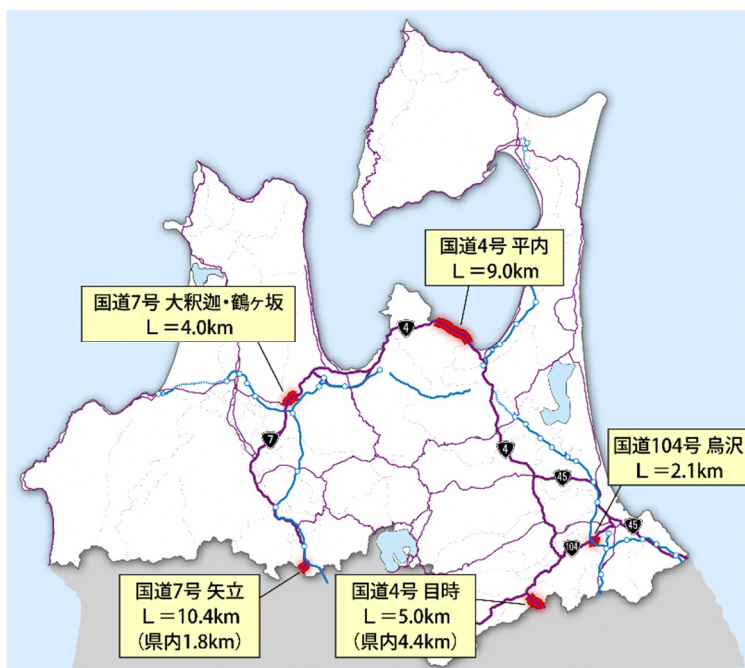 国道4号 平内
L=9.0km
国道7号 大釈迦・鶴ヶ坂
L=4.0km
4
7
4
国道104号 鳥沢
L=2.1km
45
45
104
国道7号 矢立
L=10.4km
(県内1.8km)
国道4号 目時
L=5.0km
(県内4.4km)